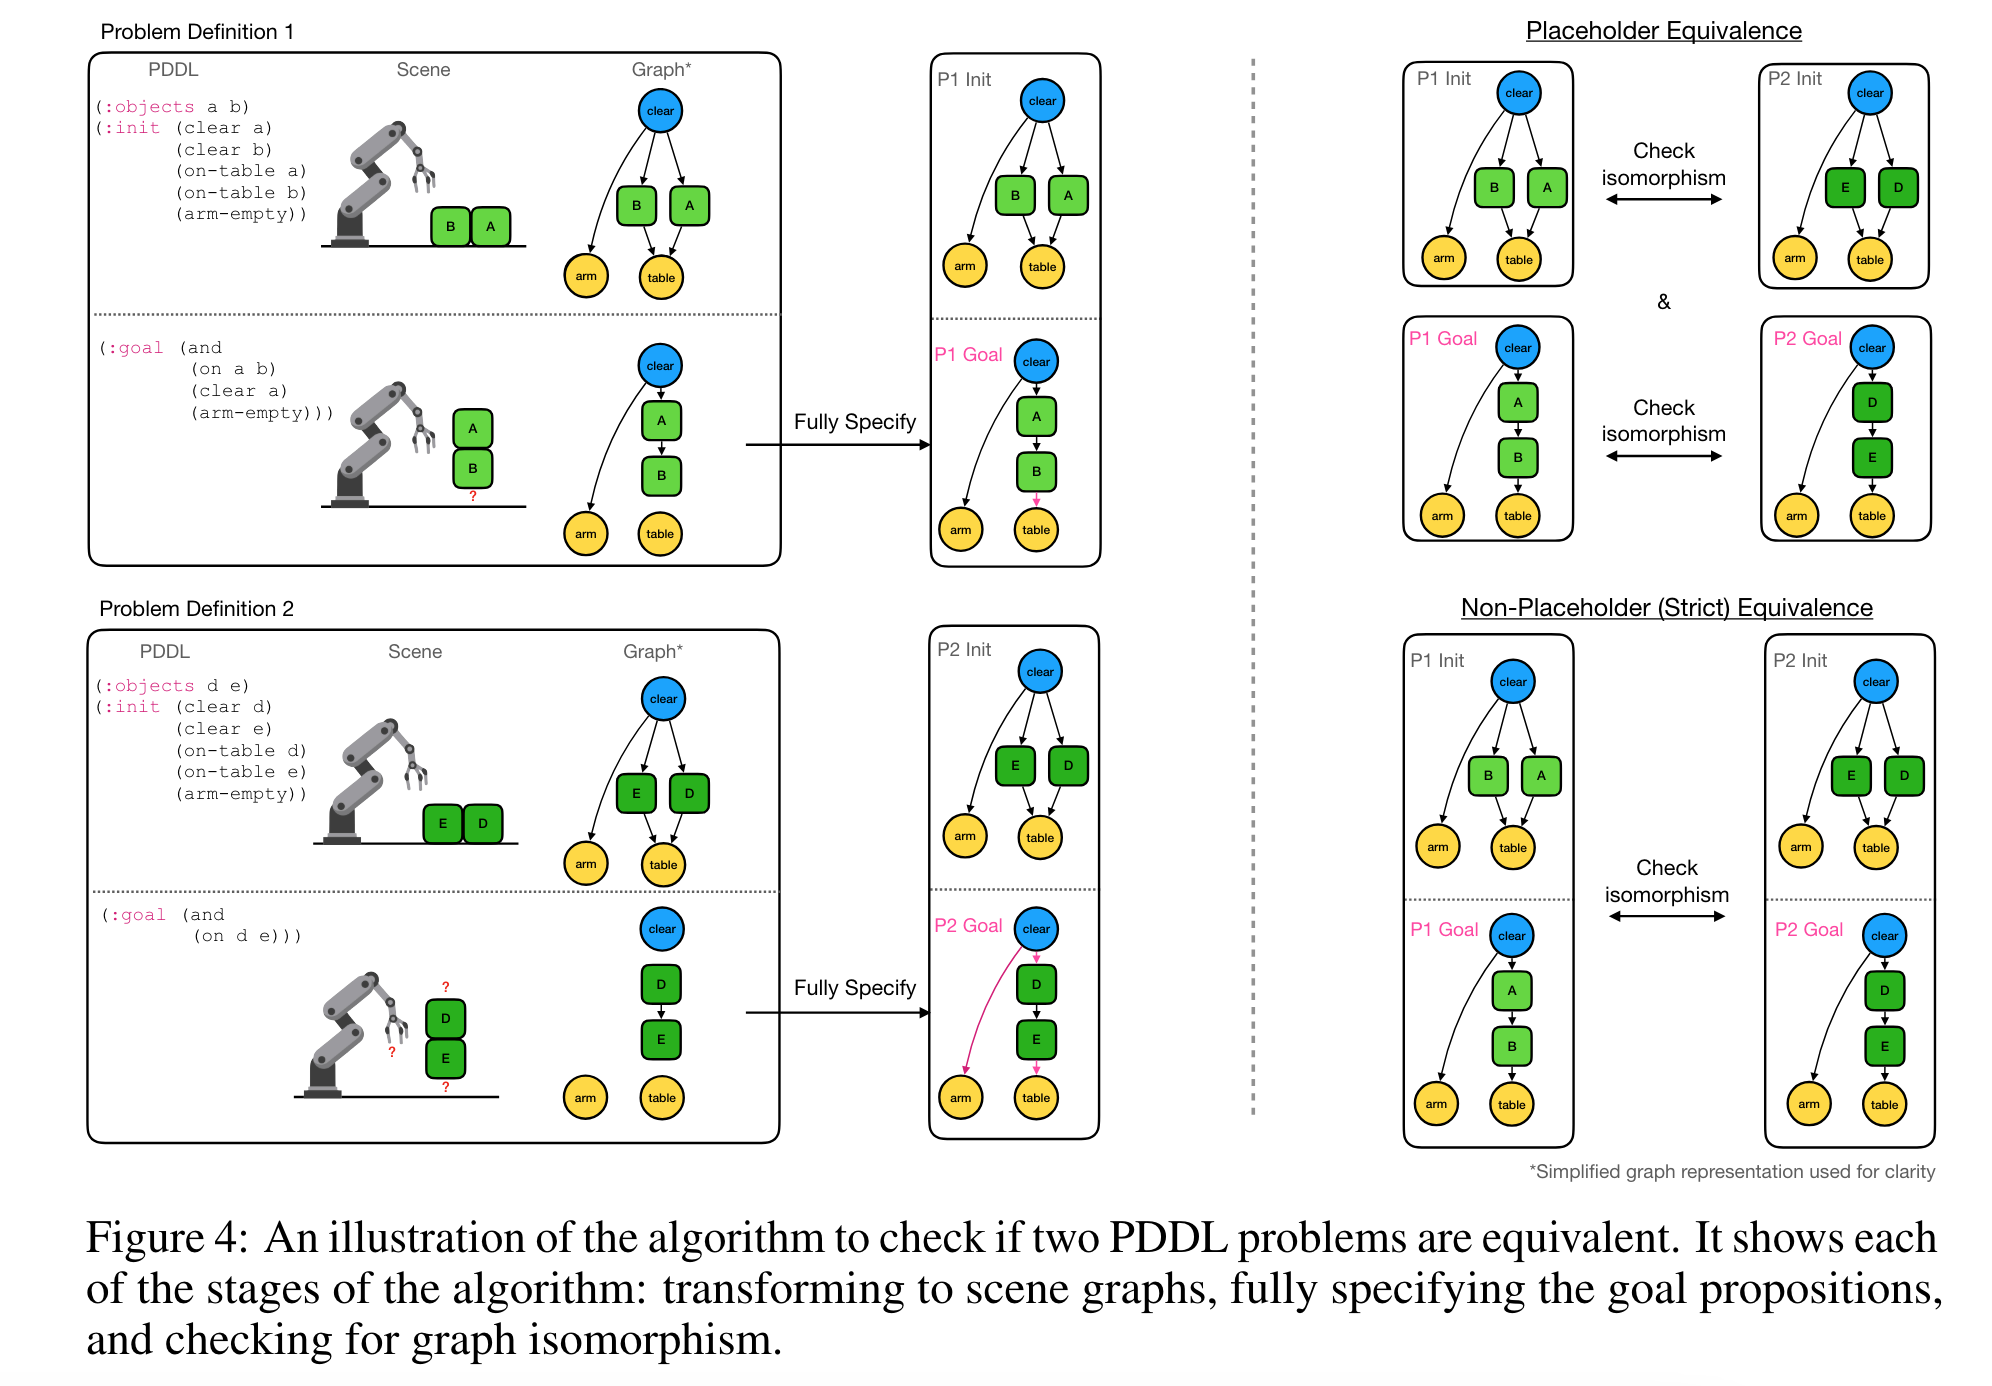 Problem Definition 1
PDDL Scene Graph*
(:objects a b)
(:init (clear a)
(clear b)
(on-table a)
(on-table b)
(arm-empty))
B A
clear
B A
arm table
(:goal (and
(on a b)
(clear a)
(arm-empty)))
A
B
?
clear
A
B
arm table
Fully Specify
P1 Init
clear
B A
arm table
P1 Goal
clear
A
B
arm table
Problem Definition 2
PDDL Scene Graph*
(:objects d e)
(:init (clear d)
(clear e)
(on-table d)
(on-table e)
(arm-empty))
E D
clear
E D
arm table
(:goal (and
(on d e)))
?
D
?
E
?
clear
D
E
arm table
Fully Specify
P2 Init
clear
E D
arm table
P2 Goal
clear
D
E
arm table
Placeholder Equivalence
P1 Init
clear
B A
arm table
Check
isomorphism
P2 Init
clear
E D
arm table
&
P1 Goal
clear
A
B
arm table
Check
isomorphism
P2 Goal
clear
D
E
arm table
Non-Placeholder (Strict) Equivalence
P1 Init
clear
B A
arm table
P1 Goal
clear
A
B
arm table
Check
isomorphism
P2 Init
clear
E D
arm table
P2 Goal
clear
D
E
arm table
*Simplified graph representation used for clarity
Figure 4: An illustration of the algorithm to check if two PDDL problems are equivalent. It shows each
of the stages of the algorithm: transforming to scene graphs, fully specifying the goal propositions,
and checking for graph isomorphism.